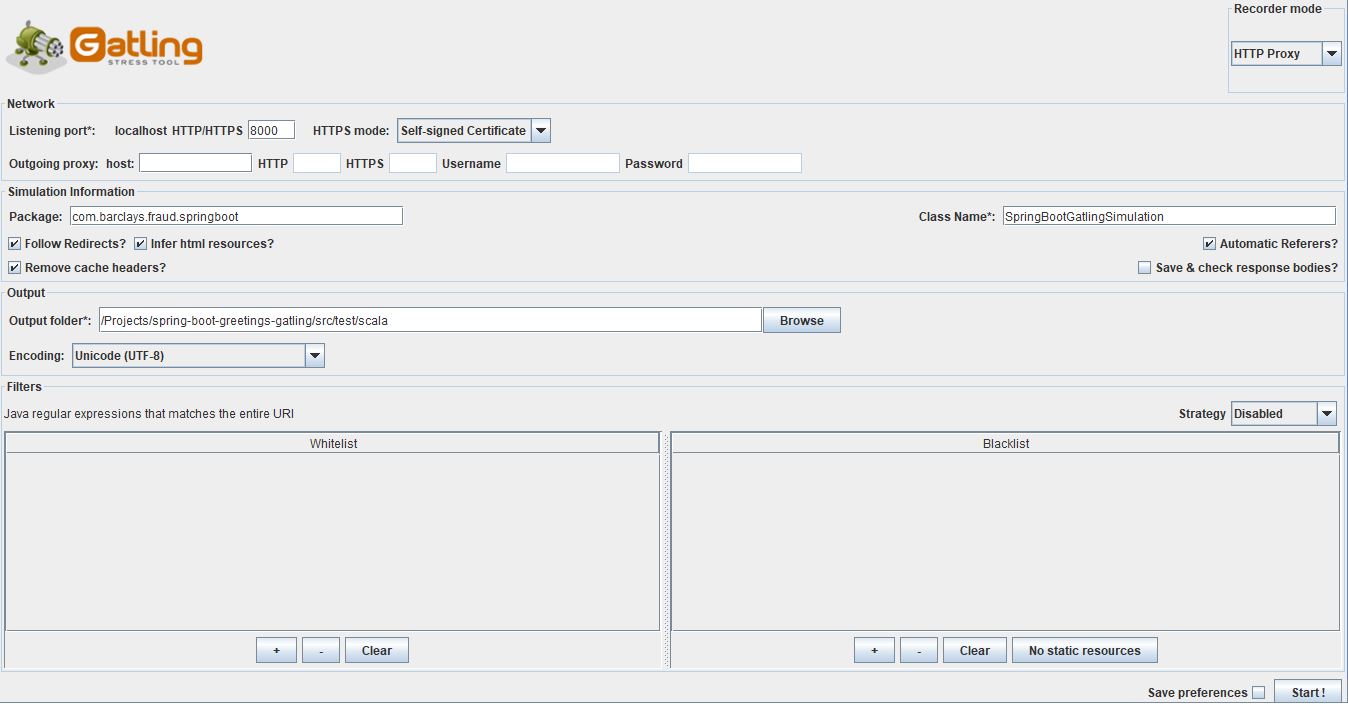 Recorder mode
Gatling
STRESS TOOL
HTTP Proxy
Network
Listening port*: localhost HTTP/HTTPS 8000 HTTPS mode: Self-signed Certificate
Outgoing proxy: host: HTTP HTTPS Username Password
Simulation Information
Package: com.barclays.fraud.springboot Class Name*: SpringBootGatlingSimulation
Follow Redirects? Infer html resources? Automatic Referers?
Remove cache headers? Save & check response bodies?
Output
Output folder*: /Projects/spring-boot-greetings-gatling/src/test/scala Browse
Encoding: Unicode (UTF-8)
Filters
Java regular expressions that matches the entire URI Strategy Disabled
Whitelist Blacklist
+ - Clear + - Clear No static resources
Save preferences Start !